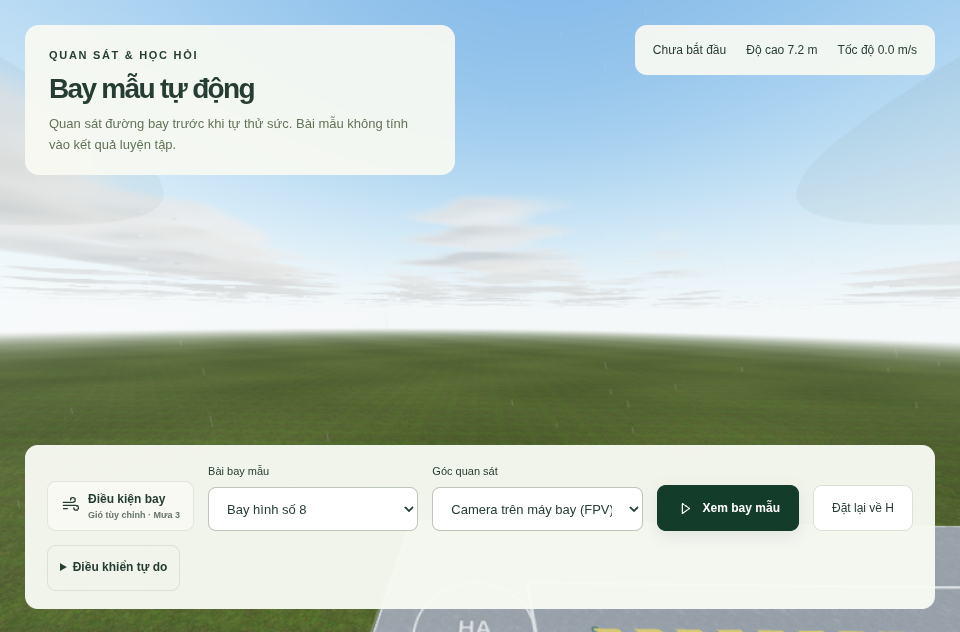 QUAN SÁT & HỌC HỎI
Bay mẫu tự động
Quan sát đường bay trước khi tự thử sức. Bài mẫu không tính
vào kết quả luyện tập.
Chưa bắt đầu Độ cao 7.2 m Tốc độ 0.0 m/s
Bài bay mẫu
Góc quan sát
Điều kiện bay
Gió tùy chỉnh · Mưa 3
Bay hình số 8
Camera trên máy bay (FPV)
Xem bay mẫu
Đặt lại về H
Điều khiển tự do
HA